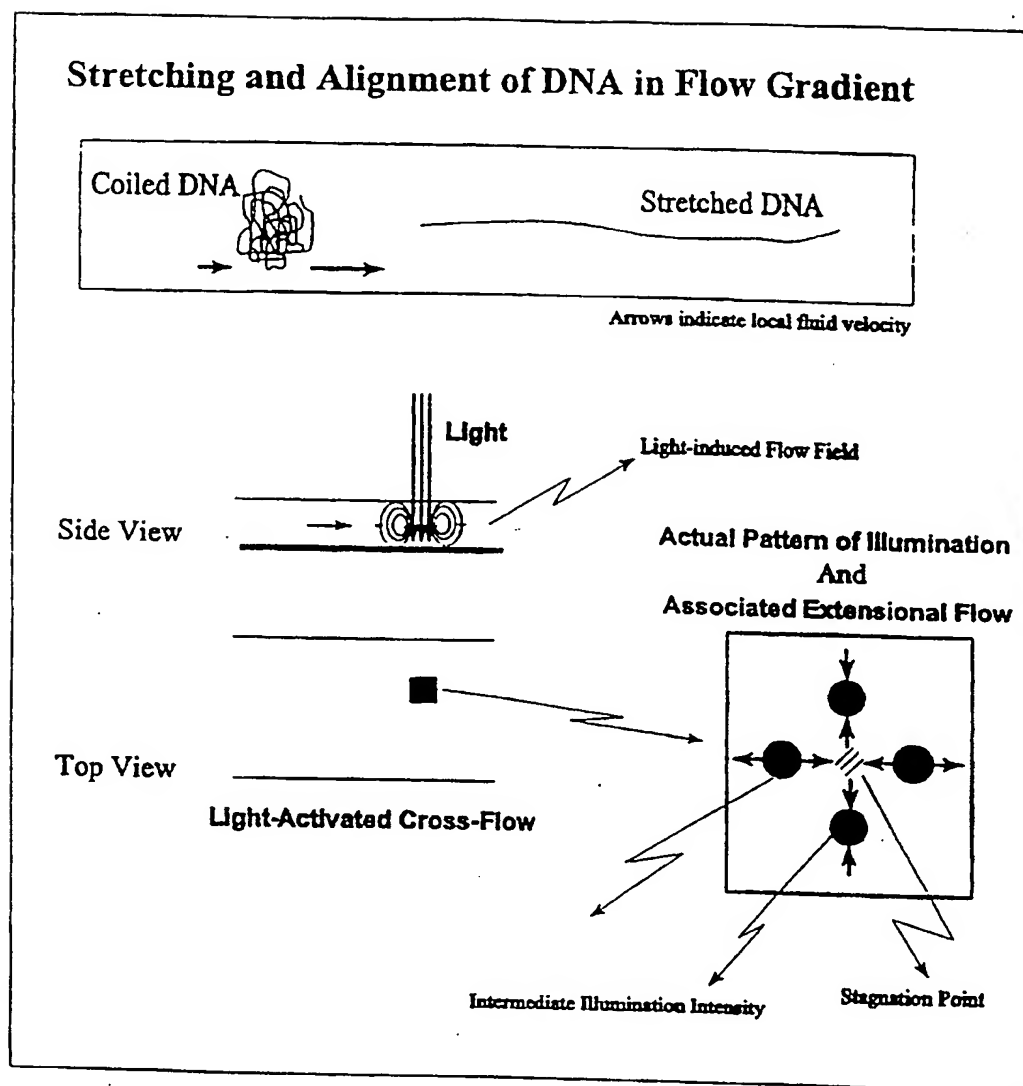 Stretching and Alignment of DNA in Flow Gradient
Coiled DNA
Stretched DNA
Arrows indicate local fluid velocity
Light
Light-induced Flow Field
Side View
Actual Pattern of Illumination
And
Associated Extensional Flow
Top View
Light-Activated Cross-Flow
Intermediate Illumination Intensity
Stagnation Point